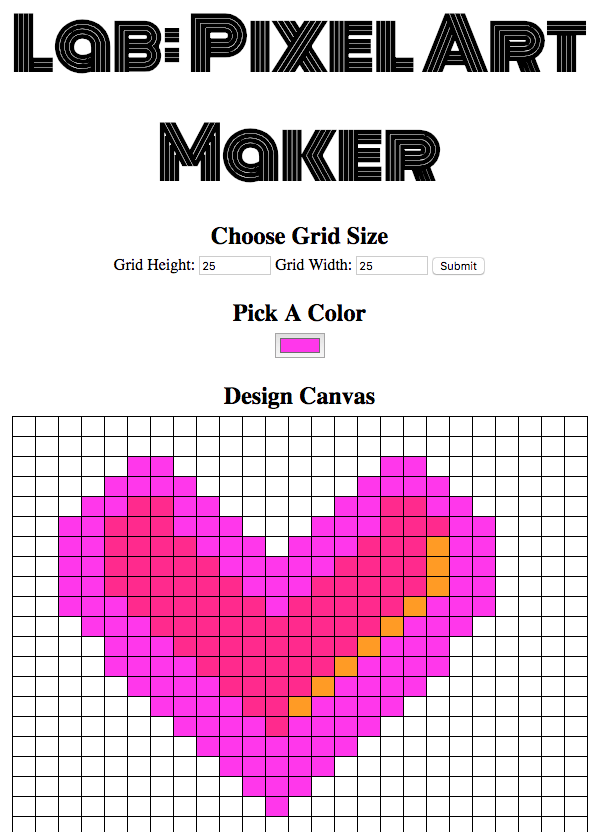 Lab: Pixel Art
Maker
Choose Grid Size
Grid Height: 25 Grid Width: 25 Submit
Pick A Color
Design Canvas